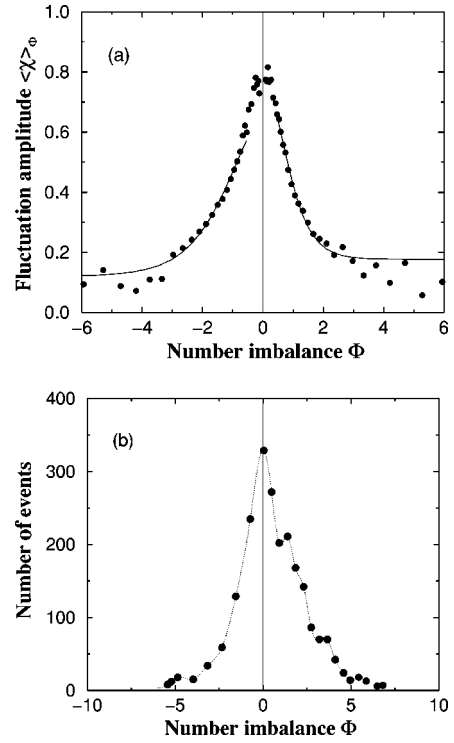 (a)
Fluctuation amplitude <χ>Φ
1.0
0.8
0.6
0.4
0.2
0.0
−6 −4 −2 0 2 4 6
Number imbalance Φ
(b)
Number of events
400
300
200
100
0
−10 −5 0 5 10
Number imbalance Φ